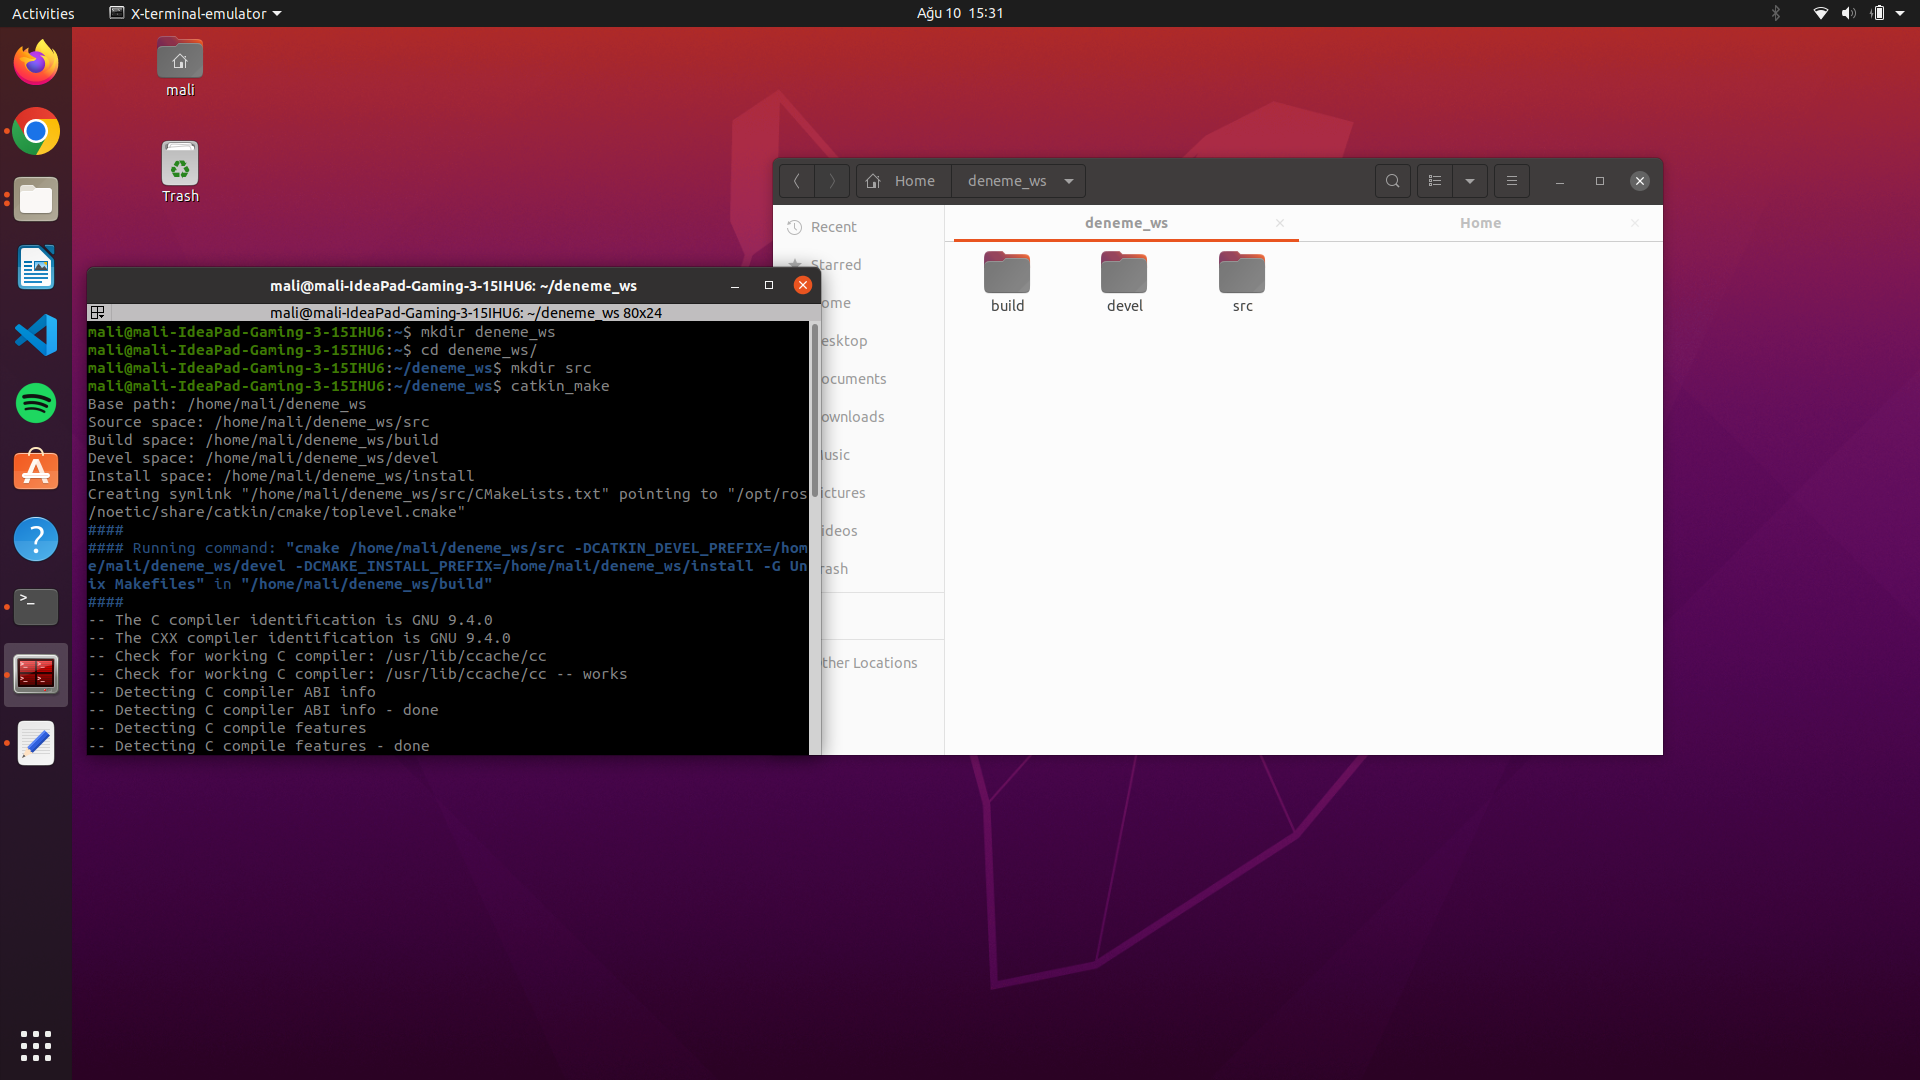 Activities
X-terminal-emulator
Ağu 10 15:31
mali
Trash
Home
deneme_ws
deneme_ws
Home
Recent
Starred
ome
esktop
ocuments
ownloads
usic
ictures
ideos
rash
ther Locations
build
devel
src
mali@mali-IdeaPad-Gaming-3-15IHU6: ~/deneme_ws
mali@mali-IdeaPad-Gaming-3-15IHU6: ~/deneme_ws 80x24
mali@mali-IdeaPad-Gaming-3-15IHU6:~$ mkdir deneme_ws
mali@mali-IdeaPad-Gaming-3-15IHU6:~$ cd deneme_ws/
mali@mali-IdeaPad-Gaming-3-15IHU6:~/deneme_ws$ mkdir src
mali@mali-IdeaPad-Gaming-3-15IHU6:~/deneme_ws$ catkin_make
Base path: /home/mali/deneme_ws
Source space: /home/mali/deneme_ws/src
Build space: /home/mali/deneme_ws/build
Devel space: /home/mali/deneme_ws/devel
Install space: /home/mali/deneme_ws/install
Creating symlink "/home/mali/deneme_ws/src/CMakeLists.txt" pointing to "/opt/ros
/noetic/share/catkin/cmake/toplevel.cmake"
####
#### Running command: "cmake /home/mali/deneme_ws/src -DCATKIN_DEVEL_PREFIX=/hom
e/mali/deneme_ws/devel -DCMAKE_INSTALL_PREFIX=/home/mali/deneme_ws/install -G Un
ix Makefiles" in "/home/mali/deneme_ws/build"
####
-- The C compiler identification is GNU 9.4.0
-- The CXX compiler identification is GNU 9.4.0
-- Check for working C compiler: /usr/lib/ccache/cc
-- Check for working C compiler: /usr/lib/ccache/cc -- works
-- Detecting C compiler ABI info
-- Detecting C compiler ABI info - done
-- Detecting C compile features
-- Detecting C compile features - done